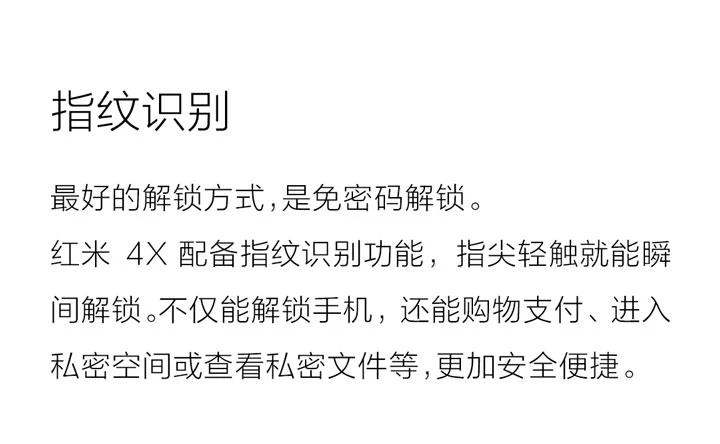 指纹识别
最好的解锁方式,是免密码解锁。
红米 4X 配备指纹识别功能, 指尖轻触就能瞬
间解锁。不仅能解锁手机, 还能购物支付、进入
私密空间或查看私密文件等,更加安全便捷。